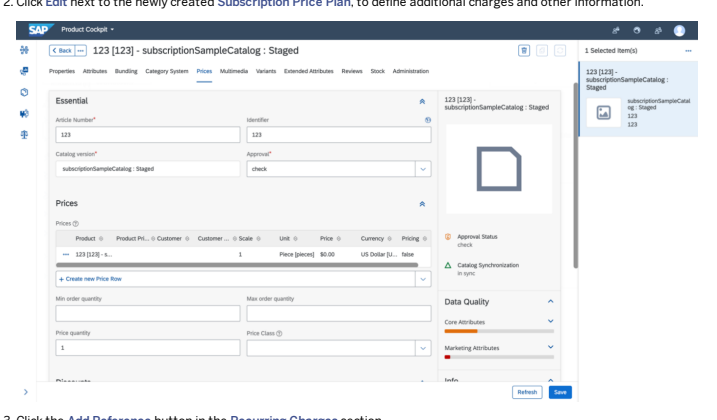 2. Click Edit next to the newly created Subscription Price Plan, to define additional charges and other information.
SAP Product Cockpit
< Back ••• 123 [123] - subscriptionSampleCatalog : Staged
1 Selected Item(s) •••
Properties Attributes Bundling Category System Prices Multimedia Variants Extended Attributes Reviews Stock Administration
123 [123] -
subscriptionSampleCatalog :
Staged
subscriptionSampleCatal
og : Staged
123
123
Essential
Article Number*
Identifier
123
123
Catalog version*
Approval*
subscriptionSampleCatalog : Staged
check
Prices
Prices
Product Product Pri... Customer Customer ... Scale Unit Price Currency Pricing
••• 123 [123] - s... 1 Piece [pieces] $0.00 US Dollar [U... false
+ Create new Price Row
Min order quantity
Max order quantity
Price quantity
Price Class
1
Discounts
123 [123] -
subscriptionSampleCatalog : Staged
Approval Status
check
Catalog Synchronization
In sync
Data Quality
Core Attributes
Marketing Attributes
Info
Refresh Save
3. Click the Add Reference button in the Recurring Charges section.